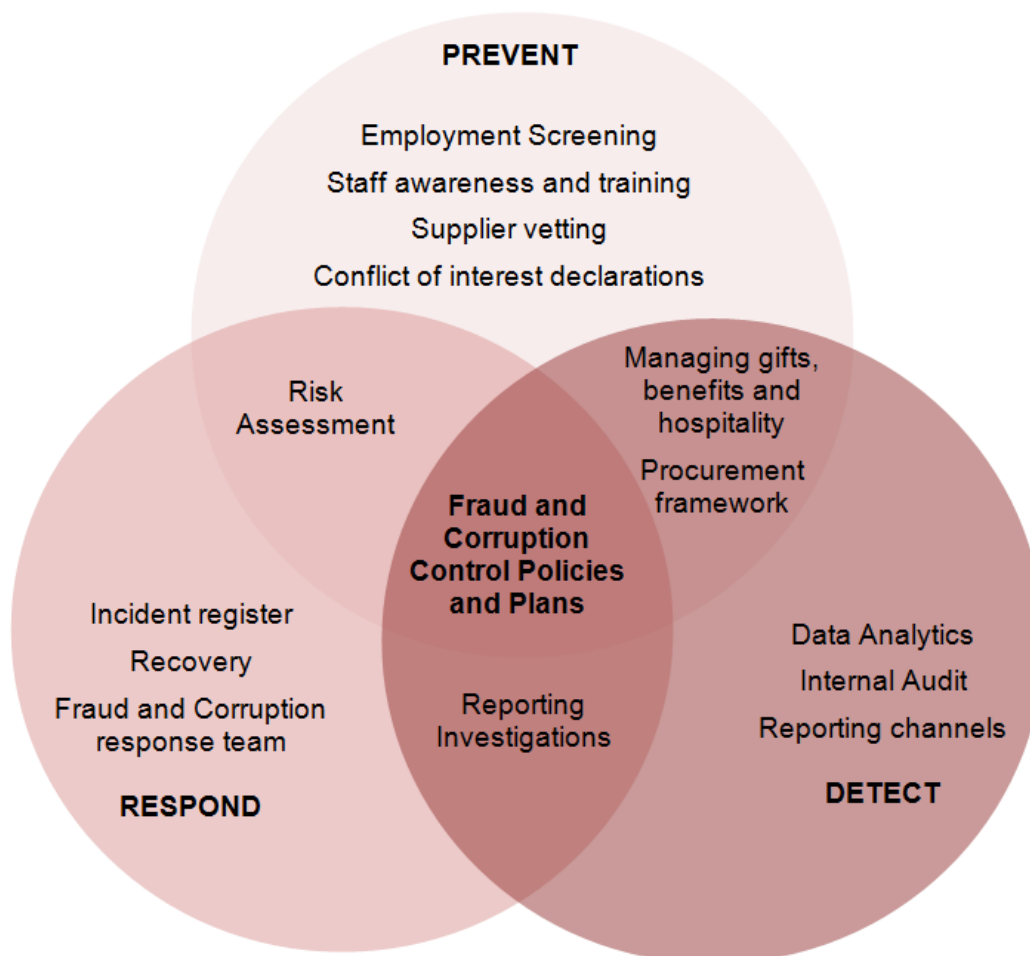 PREVENT
Employment Screening
Staff awareness and training
Supplier vetting
Conflict of interest declarations
Risk
Assessment
Managing gifts,
benefits and
hospitality
Procurement
framework
Fraud and
Corruption
Control Policies
and Plans
Incident register
Recovery
Fraud and Corruption
response team
RESPOND
Reporting
Investigations
Data Analytics
Internal Audit
Reporting channels
DETECT